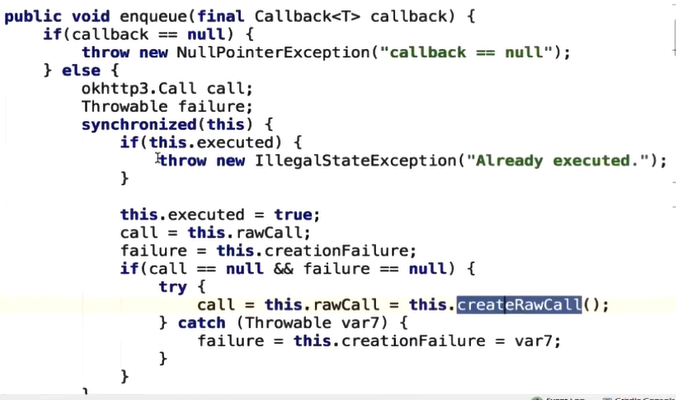 public void enqueue(final Callback<T> callback) {
    if(callback == null) {
        throw new NullPointerException("callback == null");
    } else {
        okhttp3.Call call;
        Throwable failure;
        synchronized(this) {
            if(this.executed) {
                throw new IllegalStateException("Already executed.");
            }

            this.executed = true;
            call = this.rawCall;
            failure = this.creationFailure;
            if(call == null && failure == null) {
                try {
                    call = this.rawCall = this.createRawCall();
                } catch (Throwable var7) {
                    failure = this.creationFailure = var7;
                }
            }